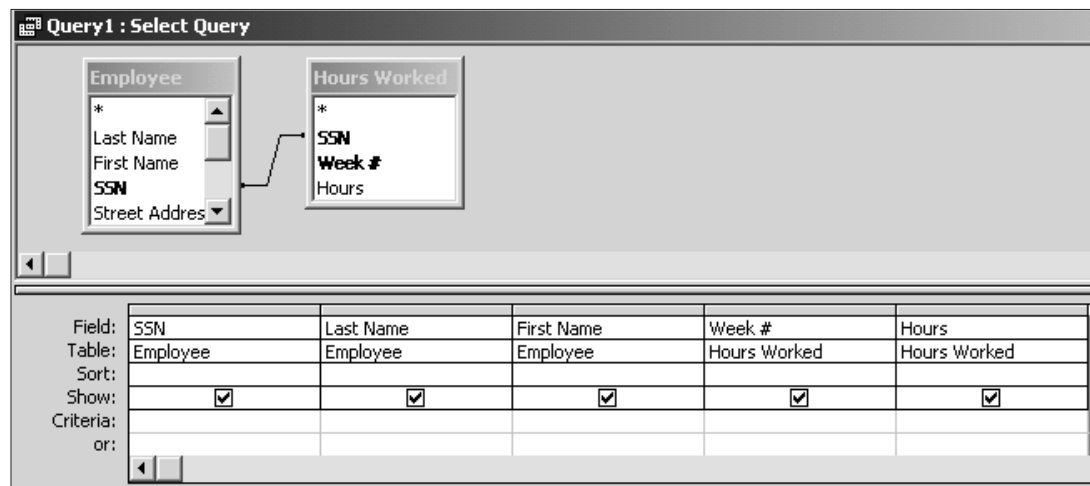 Query1 : Select Query
Employee
*
Last Name
First Name
SSN
Street Addres
Hours Worked
*
SSN
Week #
Hours
Field: SSN Last Name First Name Week # Hours
Table: Employee Employee Employee Hours Worked Hours Worked
Sort:
Show:
Criteria:
or: